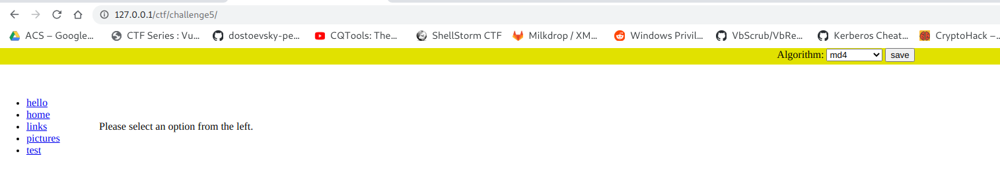 127.0.0.1/ctf/challenge5/
ACS – Google... CTF Series : Vu... dostoevsky-pe... CQTools: The... ShellStorm CTF Milkdrop / XM... Windows Privil... VbScrub/VbRe... Kerberos Cheat... CryptoHack –...
Algorithm: md4 save
hello
home
links
Please select an option from the left.
pictures
test